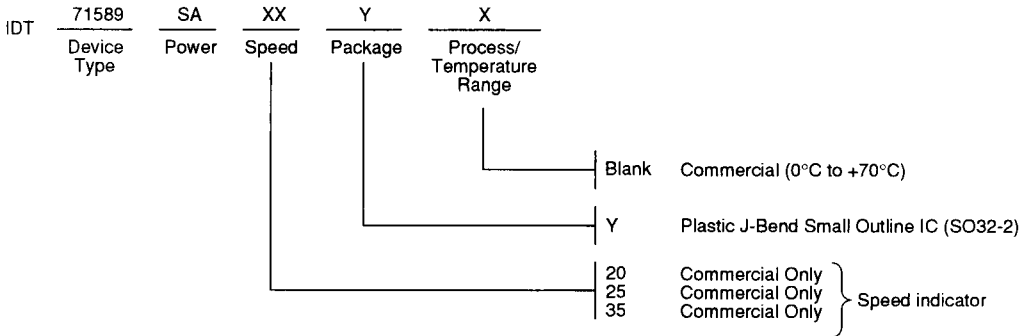 IDT 71589 SA XX Y X
Device Type Power Speed Package Process/ Temperature Range
Blank Commercial (0°C to +70°C)
Y Plastic J-Bend Small Outline IC (SO32-2)
20 Commercial Only
25 Commercial Only
35 Commercial Only
Speed indicator